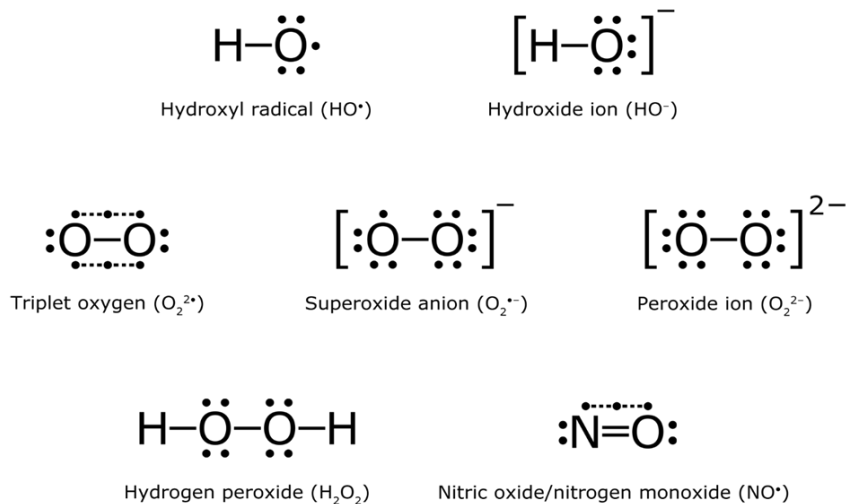 H–O
[H–O]⁻
Hydroxyl radical (HO•)
Hydroxide ion (HO⁻)
O–O
[O–O]⁻
[O–O]²⁻
Triplet oxygen (O₂²•)
Superoxide anion (O₂•⁻)
Peroxide ion (O₂²⁻)
H–O–O–H
N=O
Hydrogen peroxide (H₂O₂)
Nitric oxide/nitrogen monoxide (NO•)